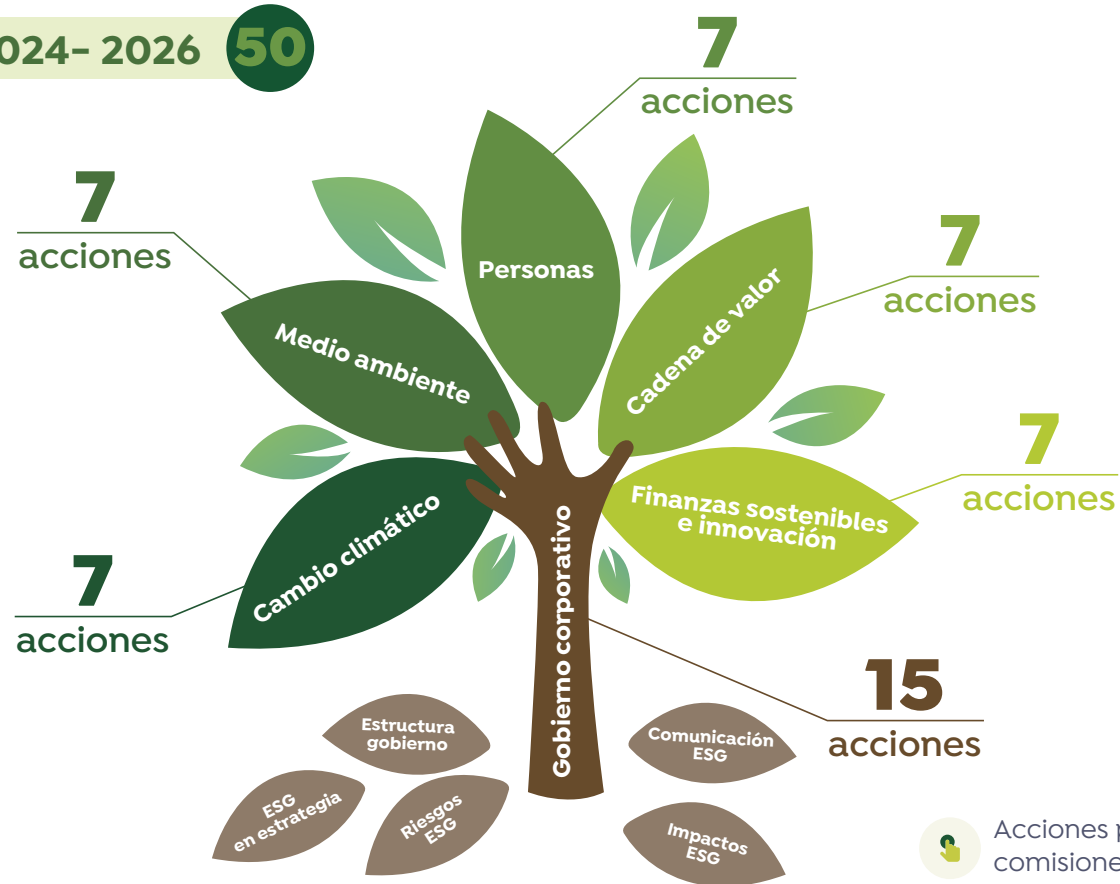 024- 2026 50
7
acciones
7
acciones
7
acciones
7
acciones
7
acciones
15
acciones
Personas
Medio ambiente
Cadena de valor
Finanzas sostenibles
e innovación
Cambio climático
Gobierno corporativo
Estructura
gobierno
ESG
en estrategia
Riesgos
ESG
Comunicación
ESG
Impactos
ESG
Acciones p
comisione